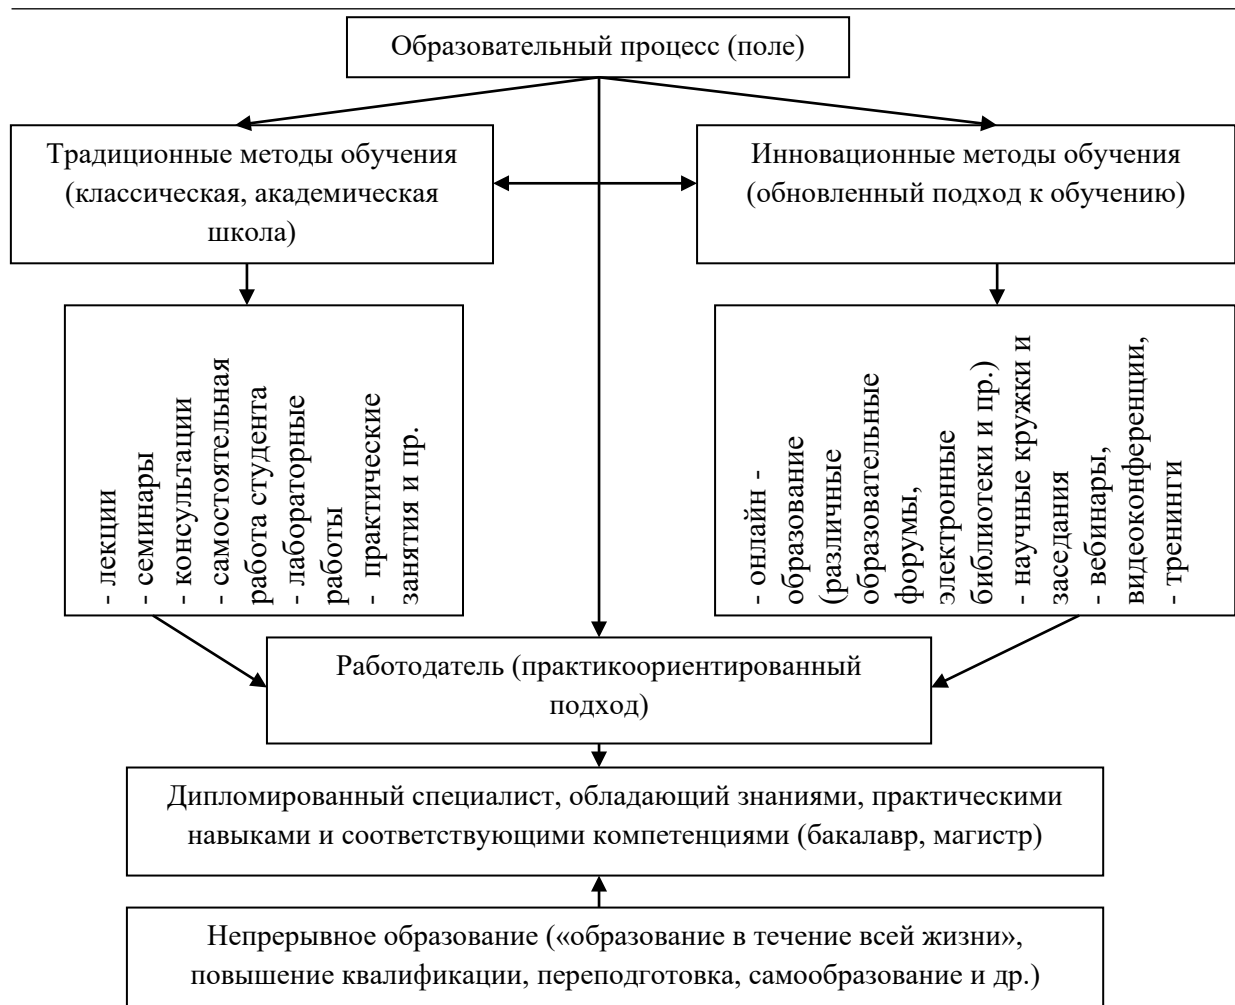 Образовательный процесс (поле)
Традиционные методы обучения
(классическая, академическая
школа)
Инновационные методы обучения
(обновленный подход к обучению)
- лекции
- семинары
- консультации
- самостоятельная
работа студента
- лабораторные
работы
- практические
занятия и пр.
- онлайн -
образование
(различные
образовательные
форумы,
электронные
библиотеки и пр.)
- научные кружки и
заседания
- вебинары,
видеоконференции,
- тренинги
Работодатель (практикоориентированный
подход)
Дипломированный специалист, обладающий знаниями, практическими
навыками и соответствующими компетенциями (бакалавр, магистр)
Непрерывное образование («образование в течение всей жизни»,
повышение квалификации, переподготовка, самообразование и др.)